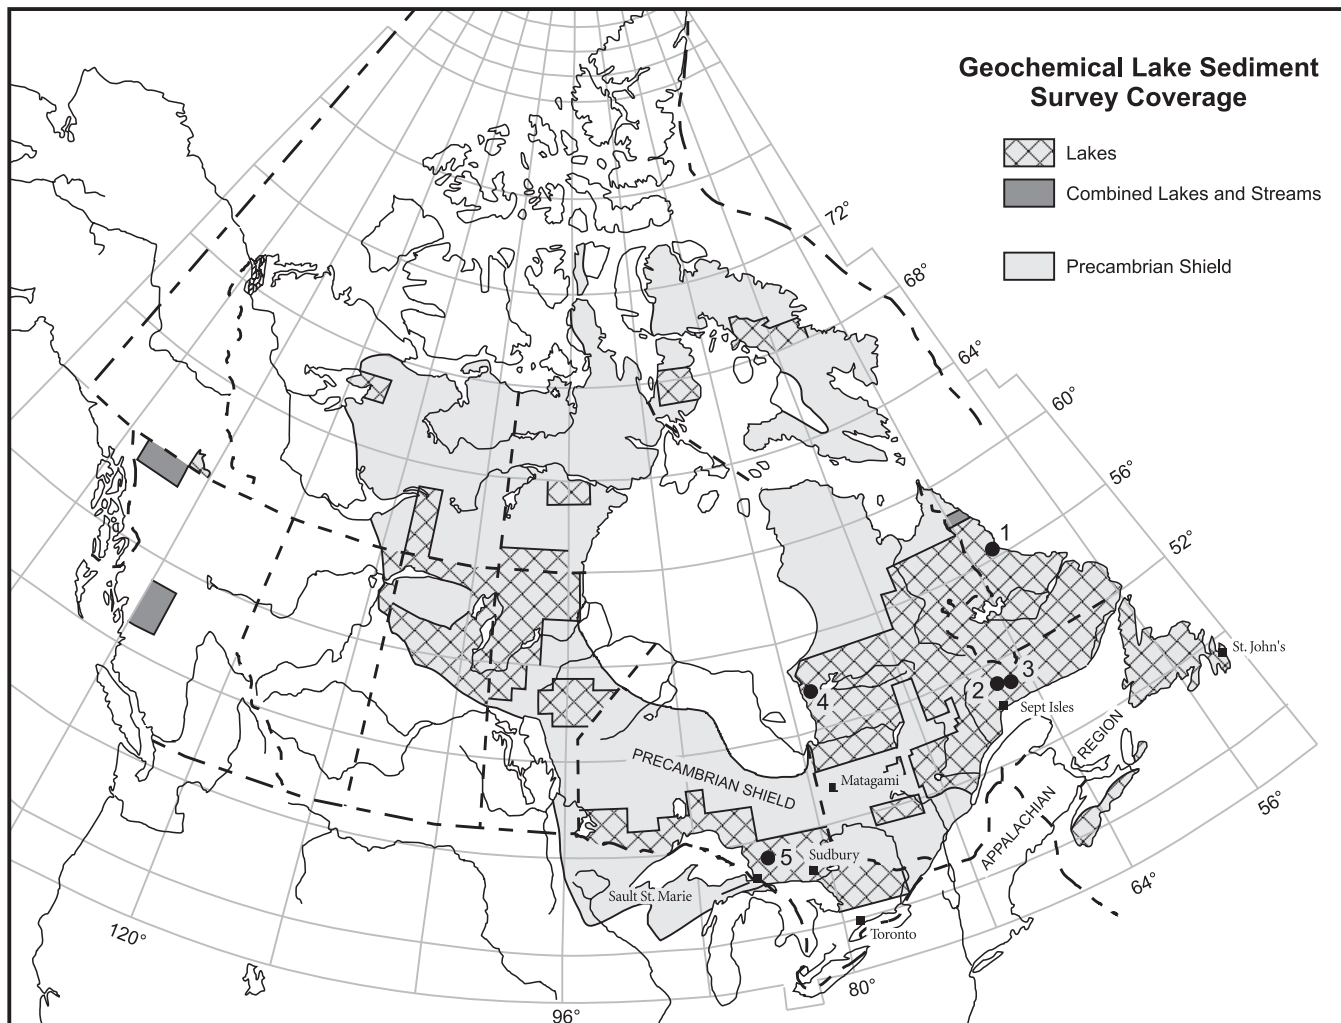 Geochemical Lake Sediment
Survey Coverage
Lakes
Combined Lakes and Streams
Precambrian Shield
72°
68°
64°
60°
56°
52°
1
St. John's
3
2
4
Sept Isles
REGION
PRECAMBRIAN SHIELD
Matagami
APPALACHIAN
56°
5
Sudbury
64°
Sault St. Marie
Toronto
120°
80°
96°